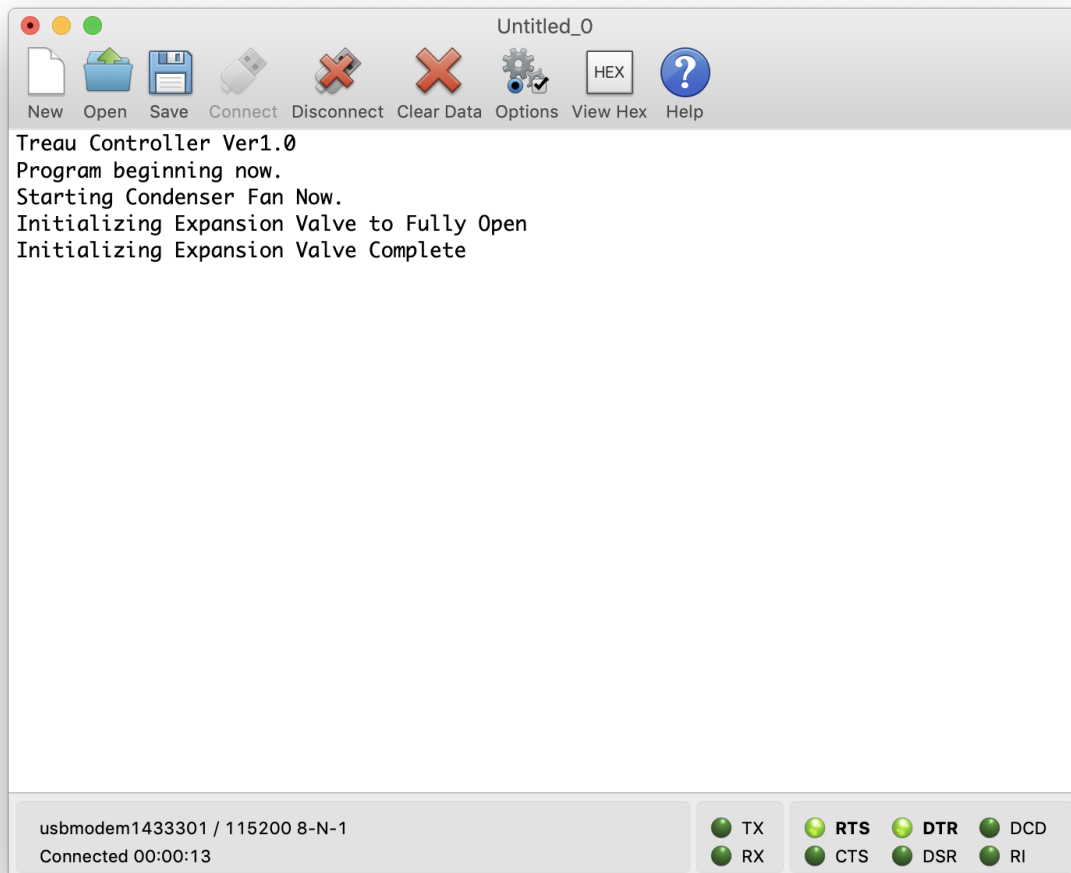 Untitled_0
New Open Save Connect Disconnect Clear Data Options HEX View Hex ? Help
Treau Controller Ver1.0
Program beginning now.
Starting Condenser Fan Now.
Initializing Expansion Valve to Fully Open
Initializing Expansion Valve Complete
usbmodem1433301 / 115200 8-N-1
Connected 00:00:13
TX RTS DTR DCD
RX CTS DSR RI